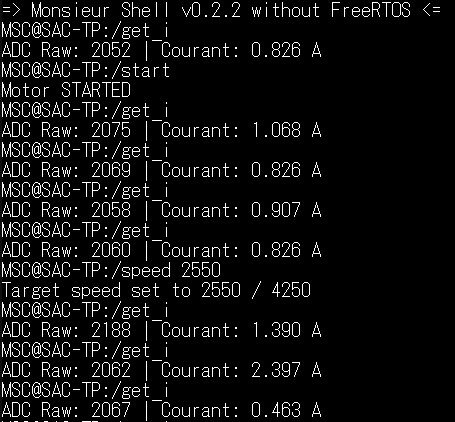 => Monsieur Shell v0.2.2 without FreeRTOS <=
MSC@SAC-TP:/get_i
ADC Raw: 2052 | Courant: 0.826 A
MSC@SAC-TP:/start
Motor STARTED
MSC@SAC-TP:/get_i
ADC Raw: 2075 | Courant: 1.068 A
MSC@SAC-TP:/get_i
ADC Raw: 2069 | Courant: 0.826 A
MSC@SAC-TP:/get_i
ADC Raw: 2058 | Courant: 0.907 A
MSC@SAC-TP:/get_i
ADC Raw: 2060 | Courant: 0.826 A
MSC@SAC-TP:/speed 2550
Target speed set to 2550 / 4250
MSC@SAC-TP:/get_i
ADC Raw: 2188 | Courant: 1.390 A
MSC@SAC-TP:/get_i
ADC Raw: 2062 | Courant: 2.397 A
MSC@SAC-TP:/get_i
ADC Raw: 2067 | Courant: 0.463 A